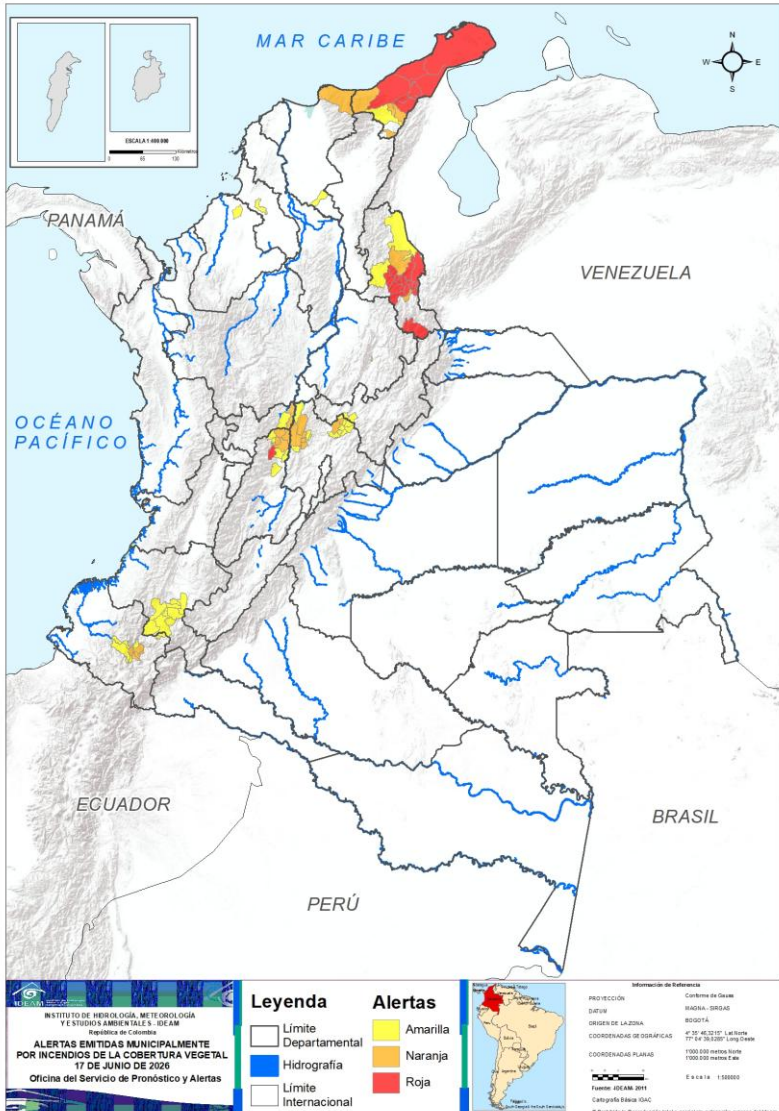 MAR CARIBE
N
W
E
S
ESCALA 1:400.000
PANAMÁ
VENEZUELA
OCÉANO
PACÍFICO
ECUADOR
BRASIL
PERÚ
IDEAM
INSTITUTO DE HIDROLOGÍA, METEOROLOGÍA
Y ESTUDIOS AMBIENTALES - IDEAM
República de Colombia
ALERTAS EMITIDAS MUNICIPALMENTE
POR INCENDIOS DE LA COBERTURA VEGETAL
17 DE JUNIO DE 2026
Oficina del Servicio de Pronóstico y Alertas
Leyenda
Límite
Departamental
Hidrografía
Límite
Internacional
Alertas
Amarilla
Naranja
Roja
Información de Referencia
PROYECCIÓN Conforme de Gauss
DATUM MAGNA - SIRGAS
ORIGEN DE LA ZONA BOGOTÁ
COORDENADAS GEOGRÁFICAS
COORDENADAS PLANAS 1'000.000 metros Norte
1'000.000 metros Este
Fuente: IDEAM 2011
Cartografía Básica IGAC